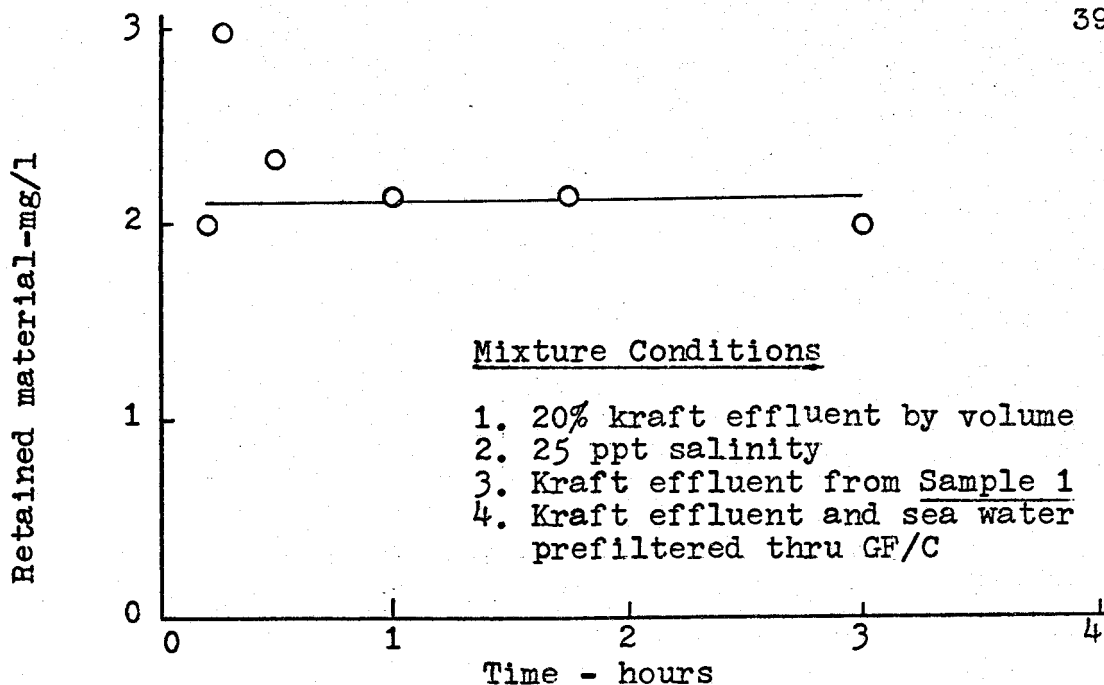 39
Retained material-mg/l
3
2
1
0
Mixture Conditions
1. 20% kraft effluent by volume
2. 25 ppt salinity
3. Kraft effluent from Sample 1
4. Kraft effluent and sea water
prefiltered thru GF/C
0 1 2 3 4
Time - hours